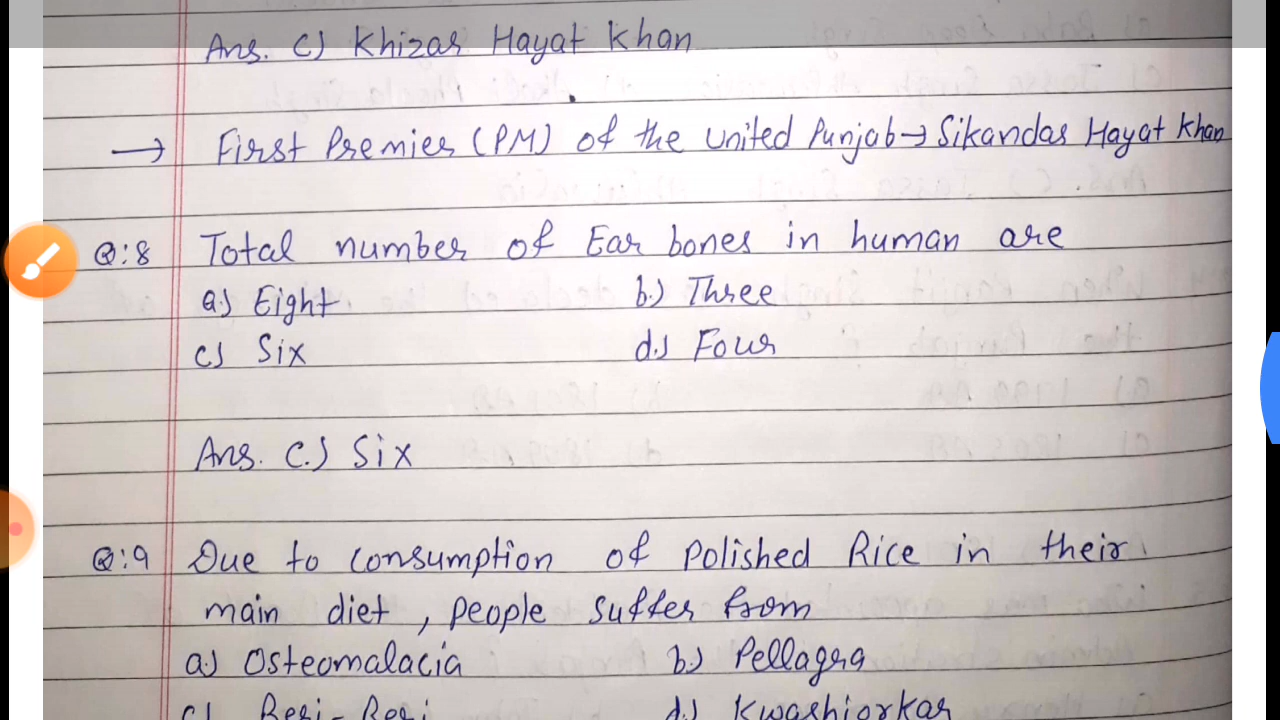 Ans. c) Khizar Hayat Khan
→ First Premier (PM) of the United Punjab → Sikandar Hayat Khan
Q:8 Total number of Ear bones in human are
a.) Eight b.) Three
c) Six d.) Four
Ans. c.) Six
Q:9 Due to consumption of Polished Rice in their
main diet, people suffer from
a.) Osteomalacia b.) Pellagra
c) Beri-Beri d.) Kwashiorkar